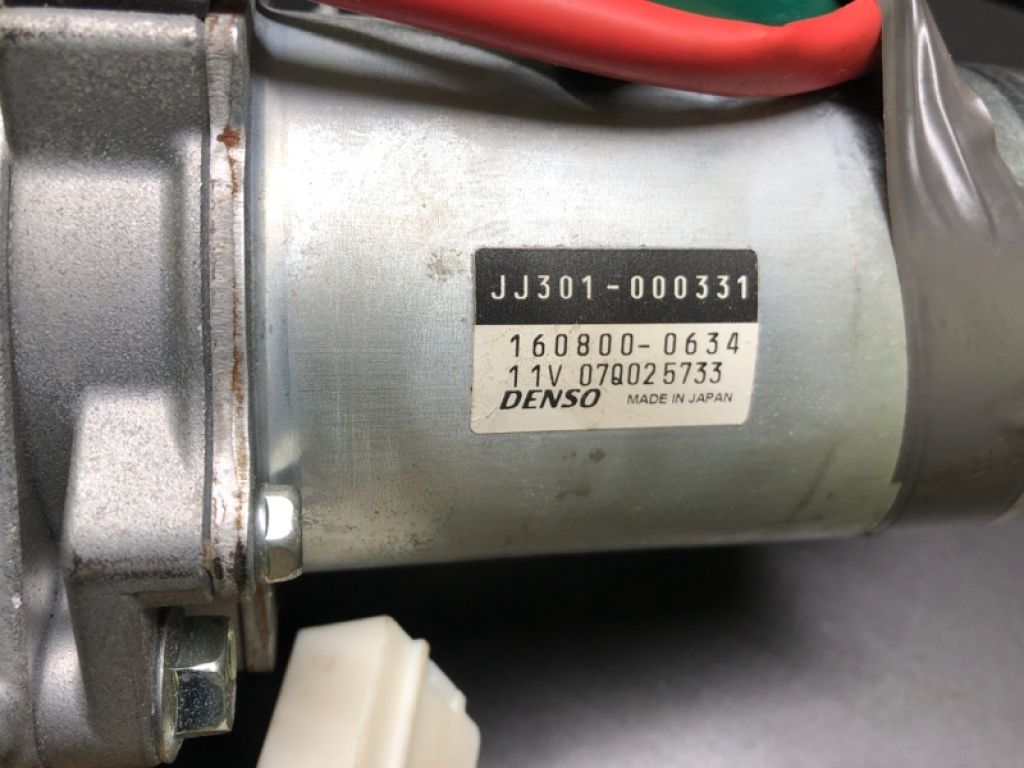 JJ301-000331
160800-0634
11V 07Q025733
DENSO MADE IN JAPAN